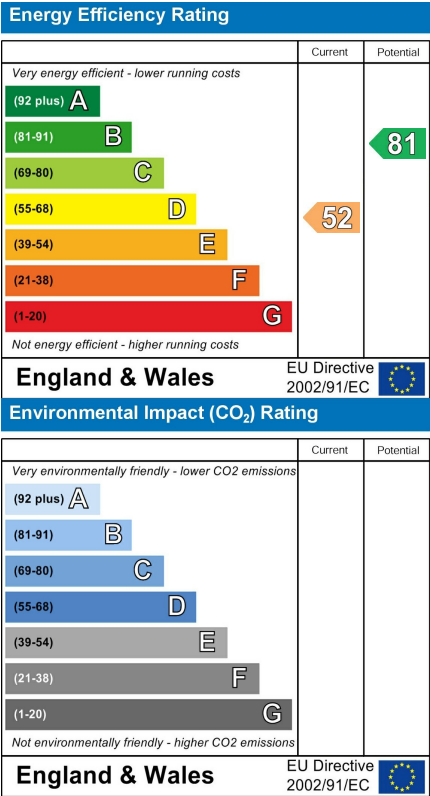 Energy Efficiency Rating
Current Potential
Very energy efficient - lower running costs
(92 plus) A
(81-91) B
81
(69-80) C
(55-68) D
52
(39-54) E
(21-38) F
(1-20) G
Not energy efficient - higher running costs
England & Wales
EU Directive
2002/91/EC
Environmental Impact (CO₂) Rating
Current Potential
Very environmentally friendly - lower CO2 emissions
(92 plus) A
(81-91) B
(69-80) C
(55-68) D
(39-54) E
(21-38) F
(1-20) G
Not environmentally friendly - higher CO2 emissions
England & Wales
EU Directive
2002/91/EC